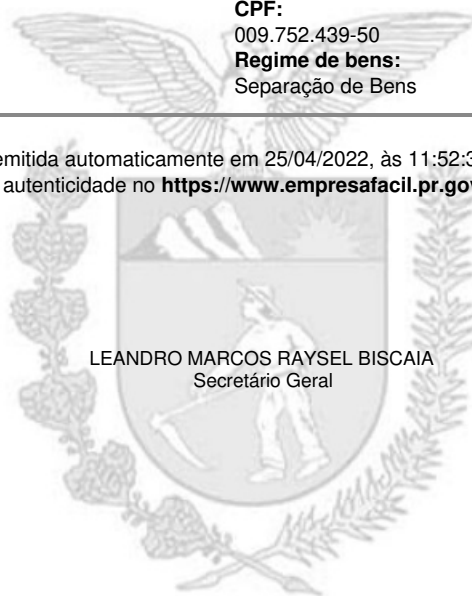 CPF:
009.752.439-50
Regime de bens:
Separação de Bens
emitida automaticamente em 25/04/2022, às 11:52:3
autenticidade no https://www.empresafacil.pr.gov
LEANDRO MARCOS RAYSEL BISCAIA
Secretário Geral